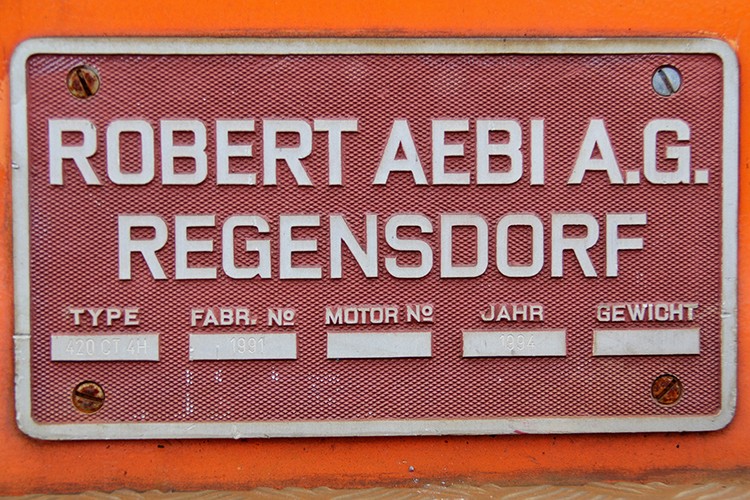 ROBERT AEBI A.G.
REGENSDORF
TYPE FABR. No MOTOR No JAHR GEWICHT
420 CT 4H 1991 1994